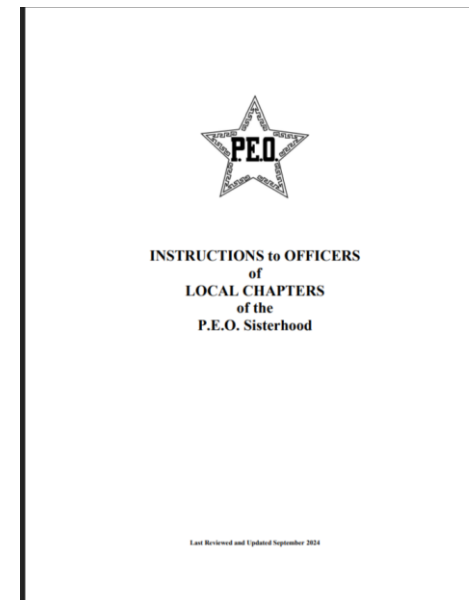 P.E.O.
INSTRUCTIONS to OFFICERS
of
LOCAL CHAPTERS
of the
P.E.O. Sisterhood
Last Reviewed and Updated September 2024